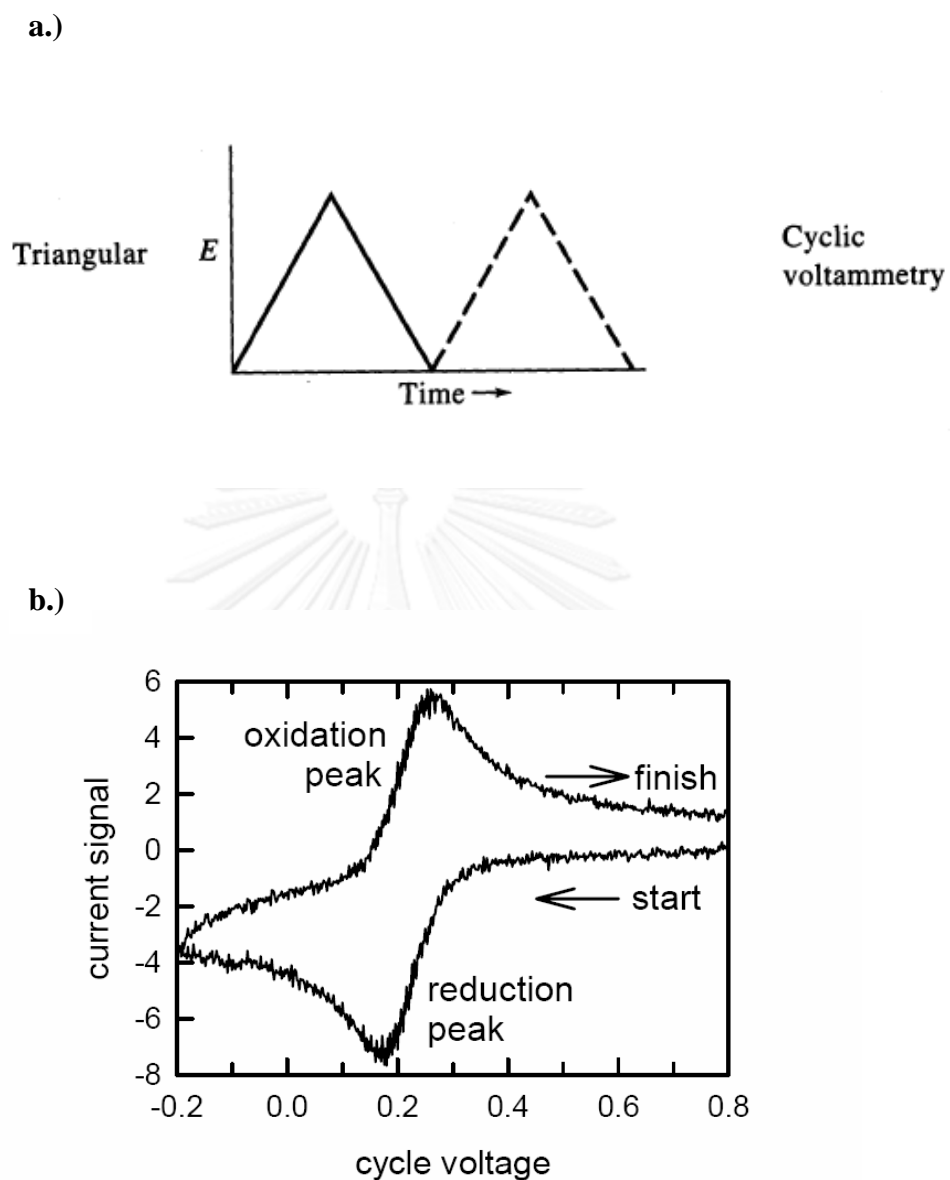 a.)
Triangular
E
Cyclic
voltammetry
Time →
b.)
6
4
2
0
-2
-4
-6
-8
current signal
oxidation
peak
finish
start
reduction
peak
-0.2 0.0 0.2 0.4 0.6 0.8
cycle voltage